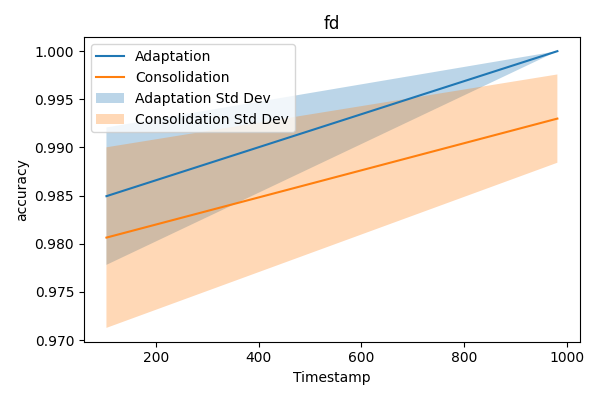 fd
Adaptation
Consolidation
Adaptation Std Dev
Consolidation Std Dev
1.000
0.995
0.990
0.985
0.980
0.975
0.970
accuracy
200
400
600
800
1000
Timestamp